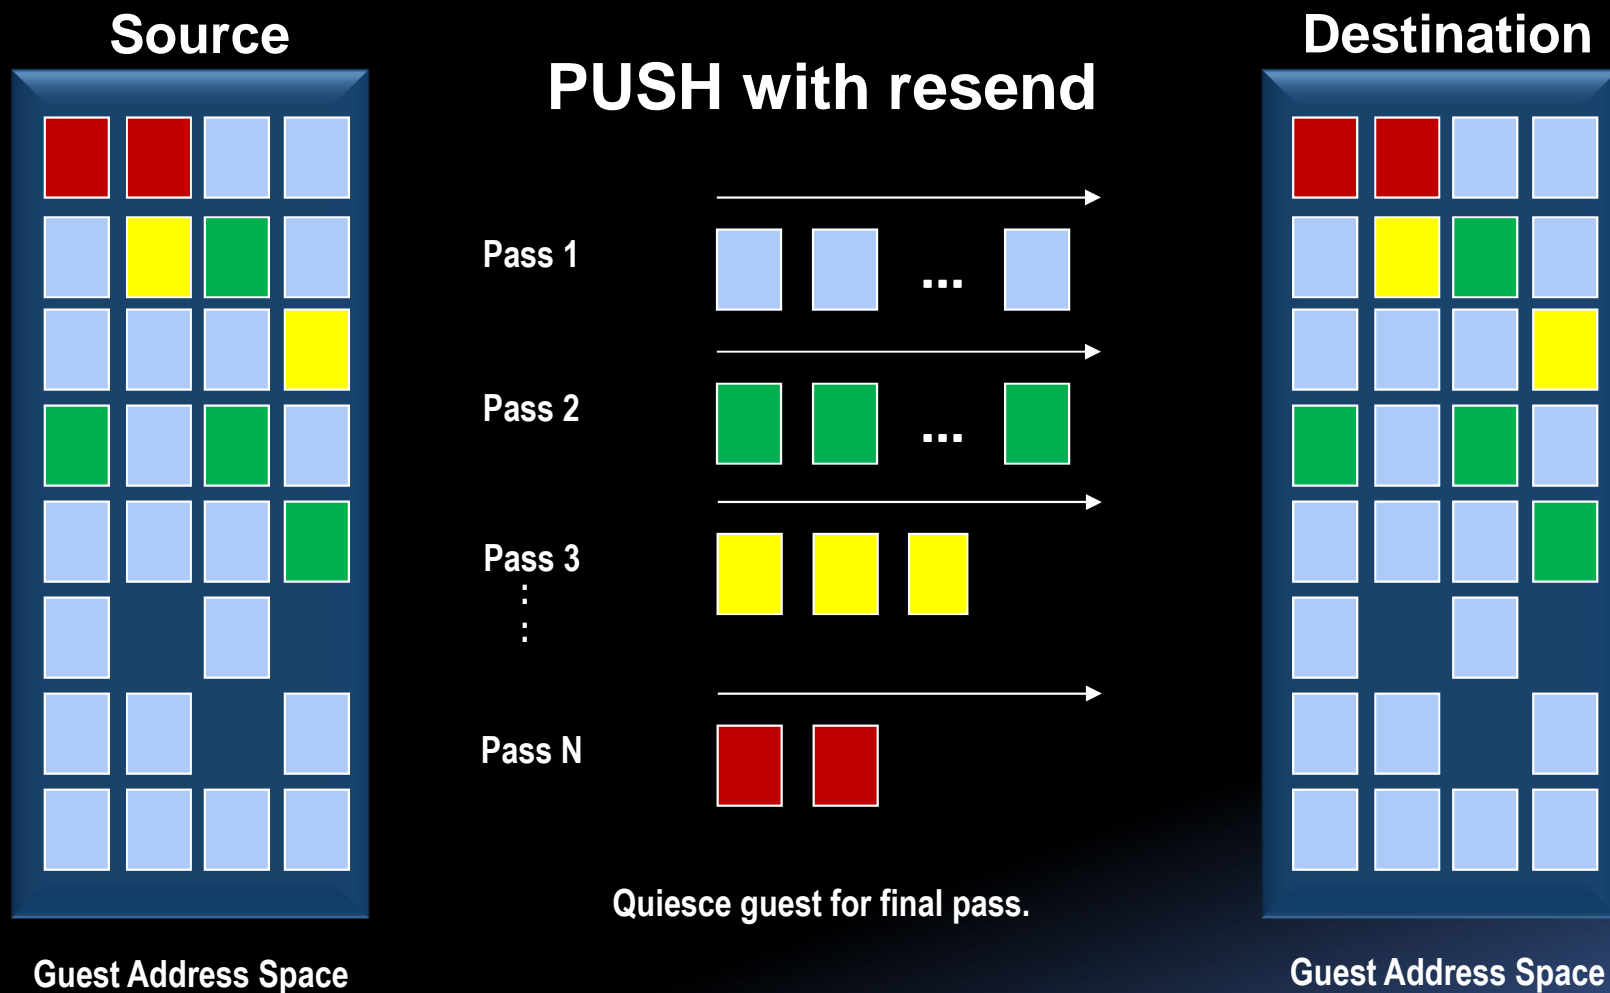 Source
PUSH with resend
Destination
Pass 1
...
Pass 2
...
Pass 3
:
:
Pass N
Quiesce guest for final pass.
Guest Address Space
Guest Address Space